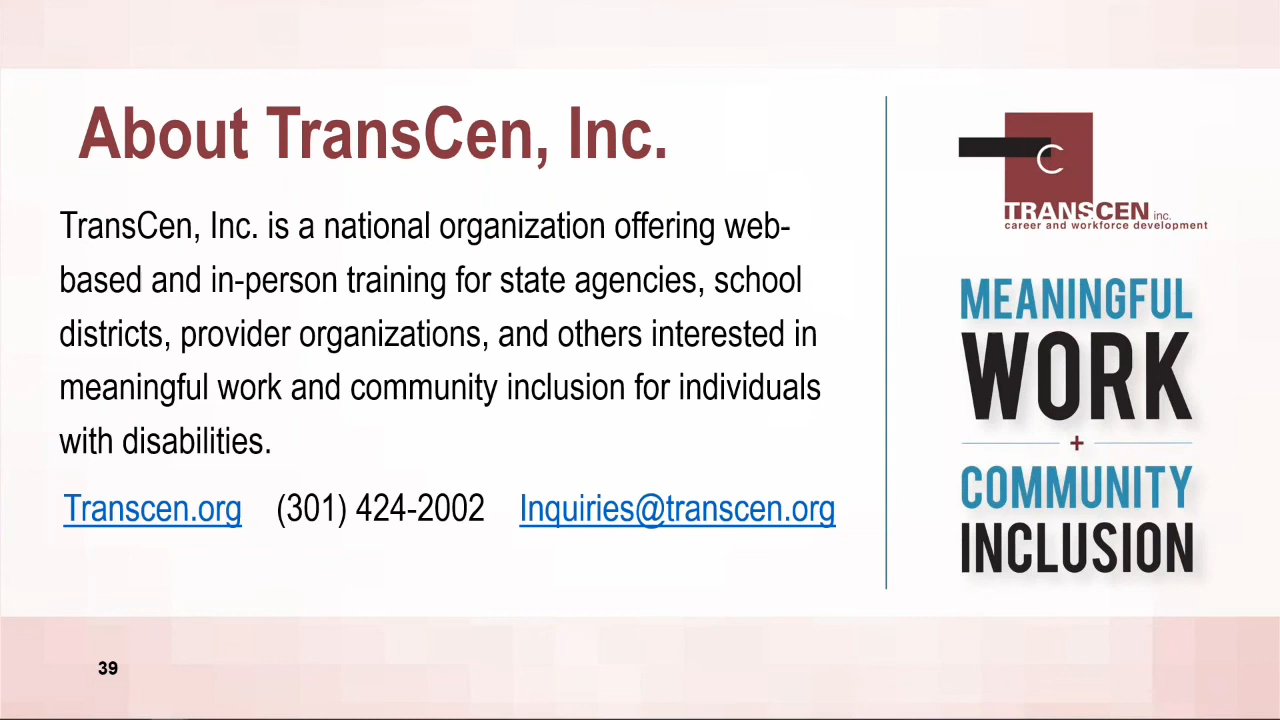 About TransCen, Inc.
TransCen, Inc. is a national organization offering web-
based and in-person training for state agencies, school
districts, provider organizations, and others interested in
meaningful work and community inclusion for individuals
with disabilities.
Transcen.org (301) 424-2002 Inquiries@transcen.org
C
TRANSCEN inc.
career and workforce development
MEANINGFUL
WORK
+
COMMUNITY
INCLUSION
39